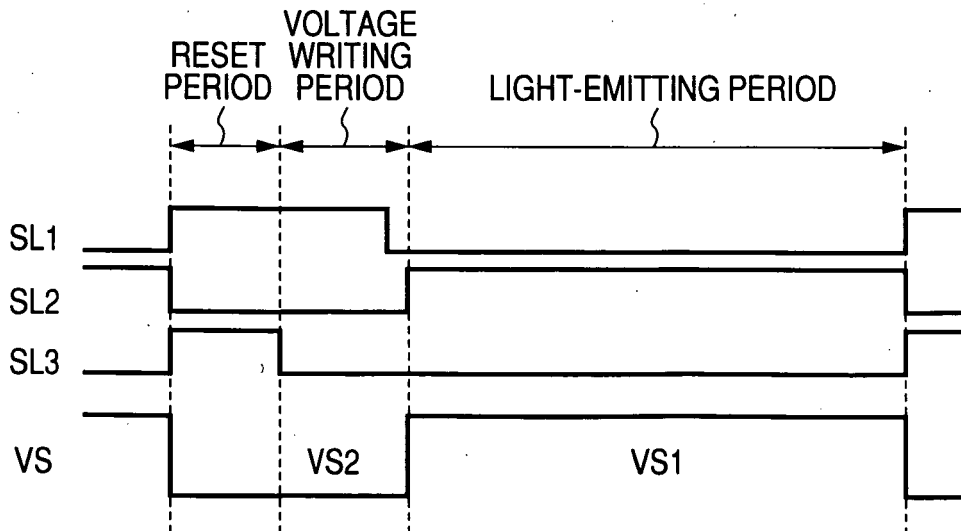 RESET
PERIOD
VOLTAGE
WRITING
PERIOD
LIGHT-EMITTING PERIOD
SL1
SL2
SL3
VS
VS2
VS1